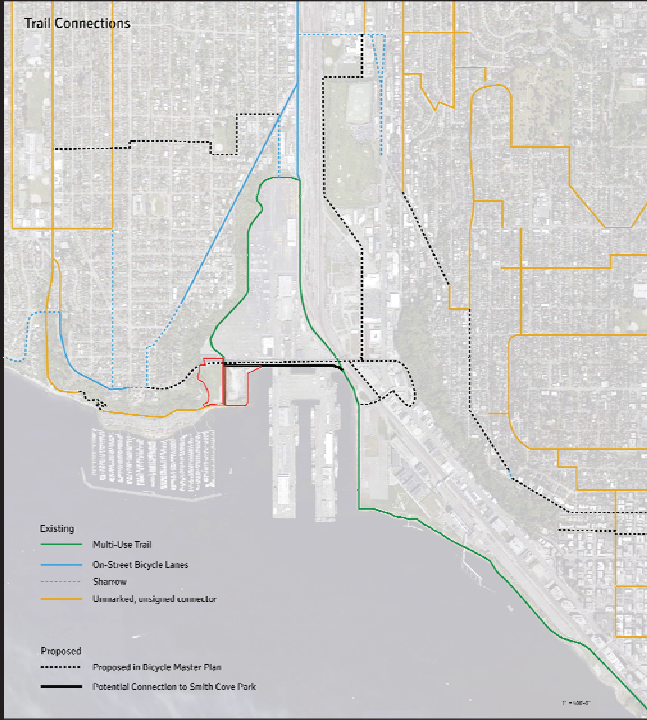 Trail Connections
Existing
Multi-Use Trail
On-Street Bicycle Lanes
Sharrow
Unmarked, unsigned connector
Proposed
Proposed in Bicycle Master Plan
Potential Connection to Smith Cove Park